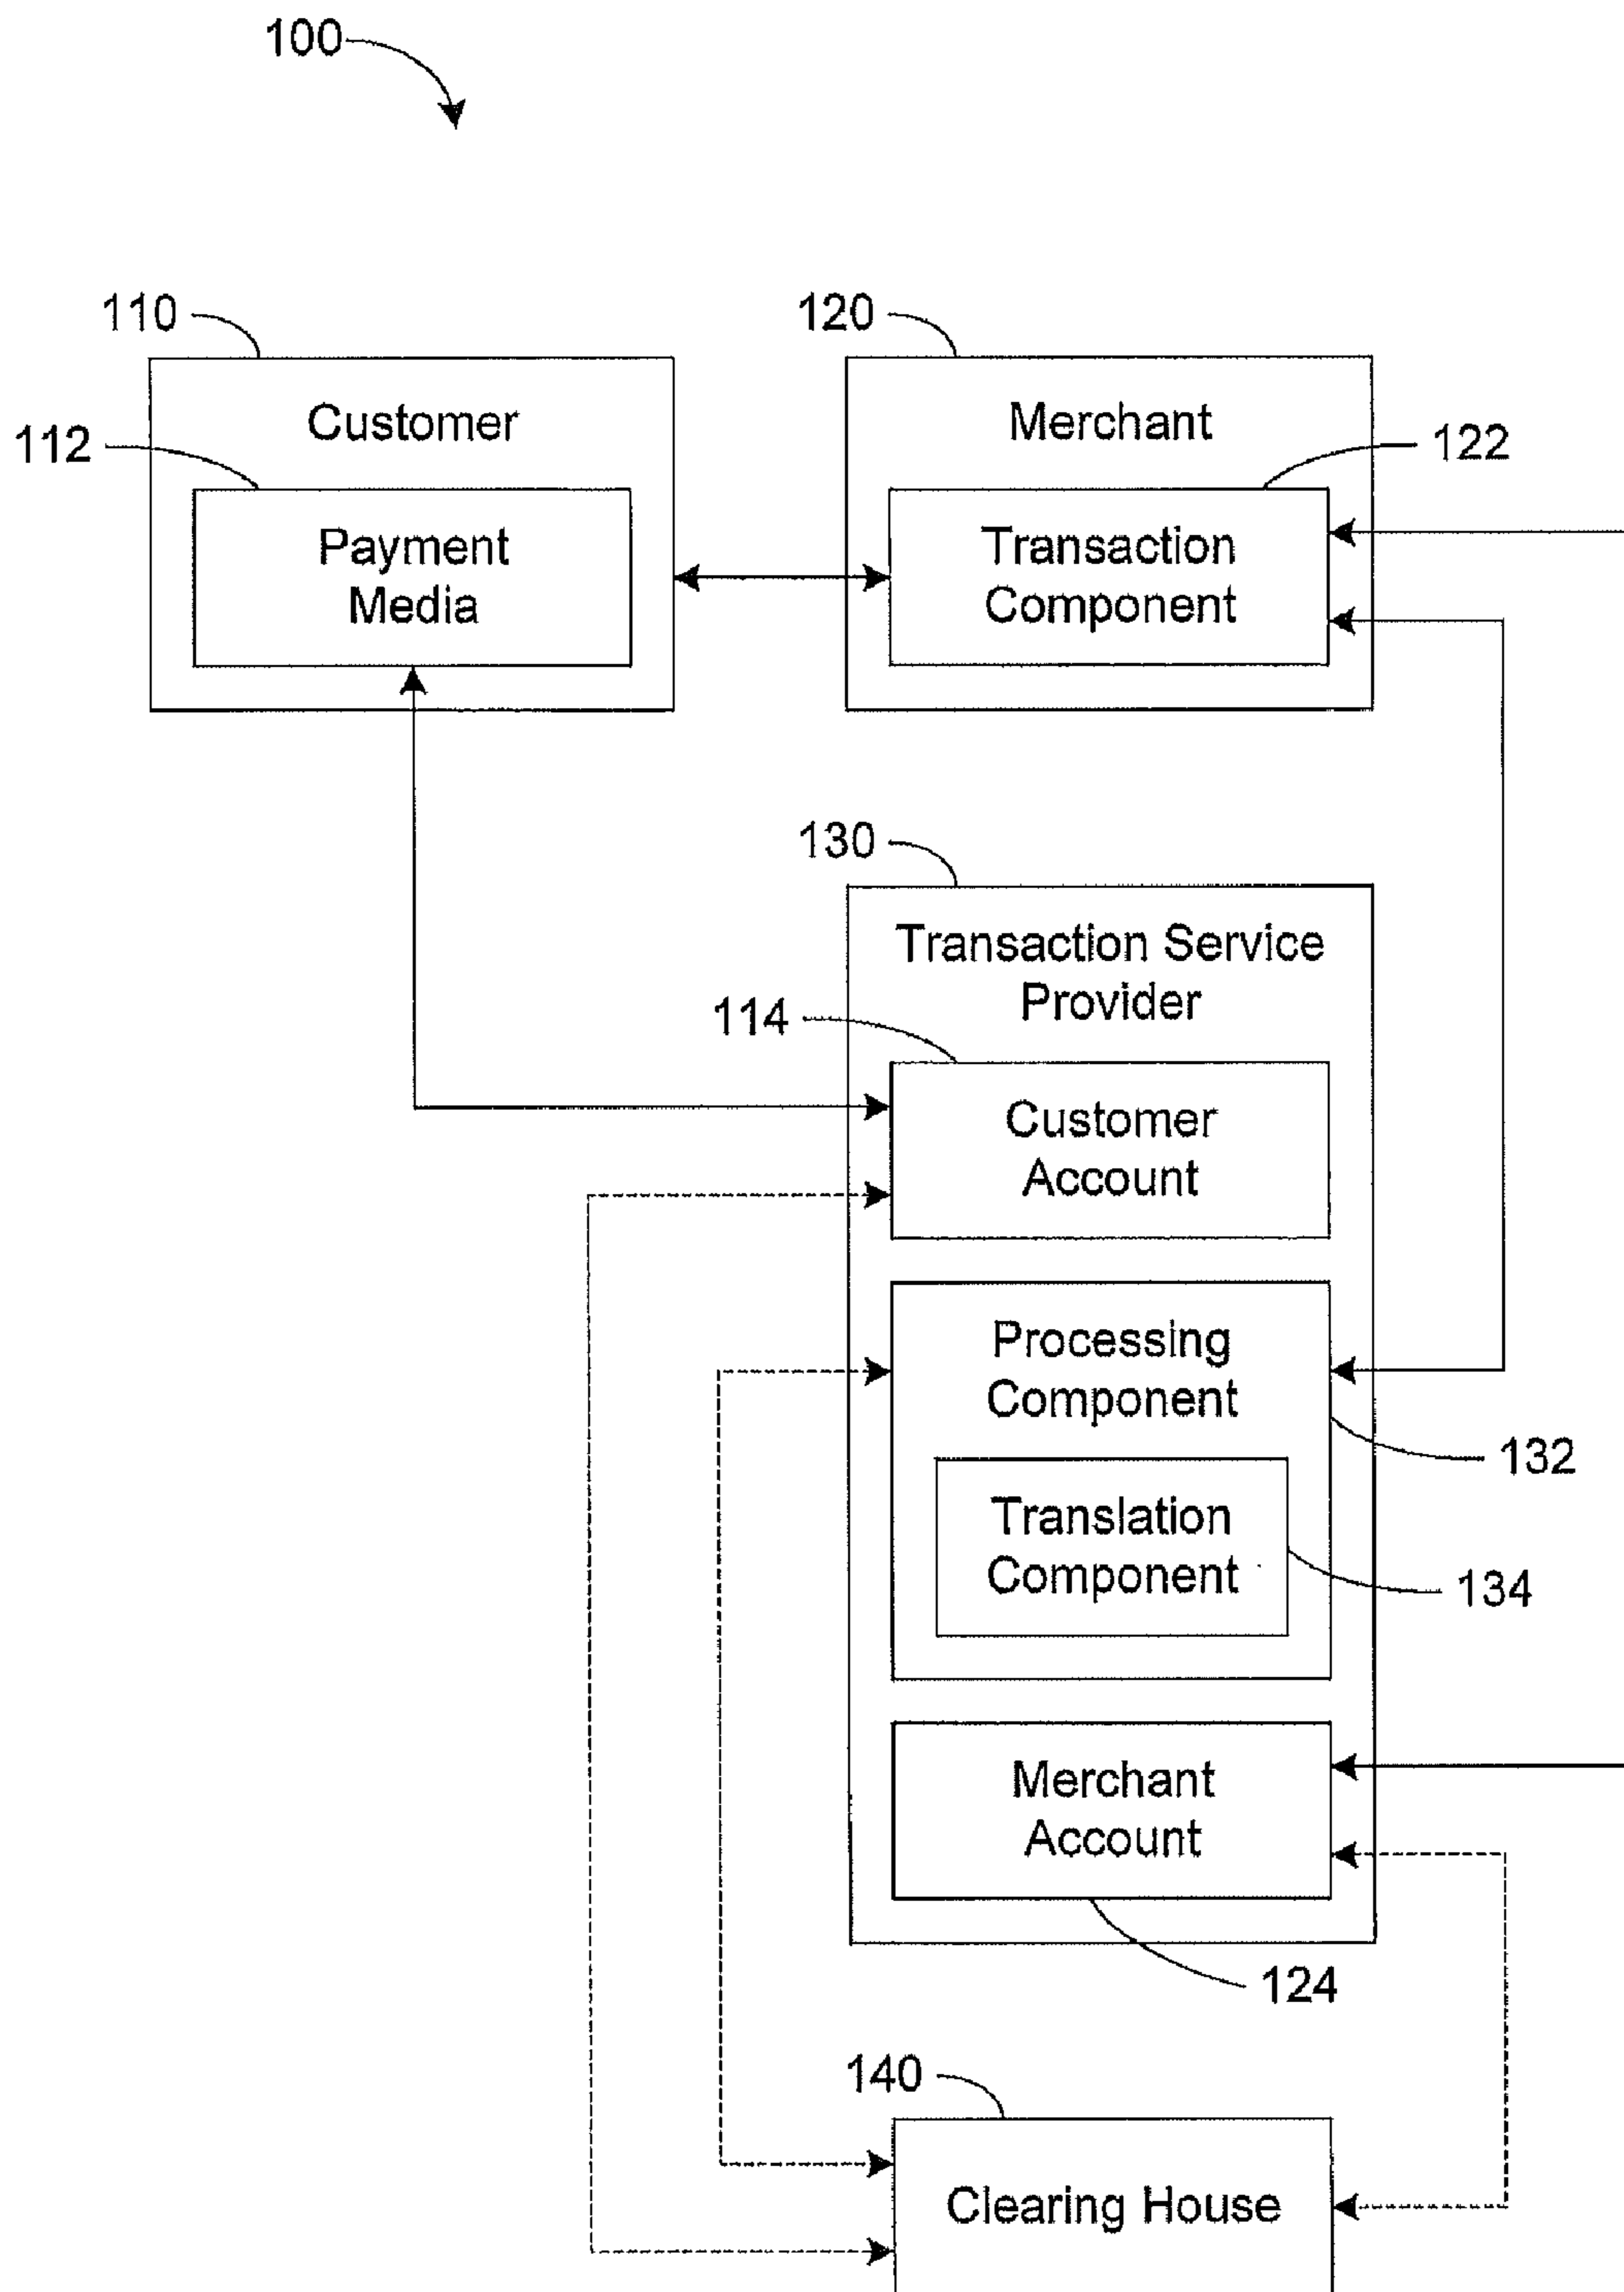 100
110
120
Customer
Merchant
112
122
Payment
Media
Transaction
Component
130
Transaction Service
Provider
114
Customer
Account
Processing
Component
132
Translation
Component
134
Merchant
Account
124
140
Clearing House